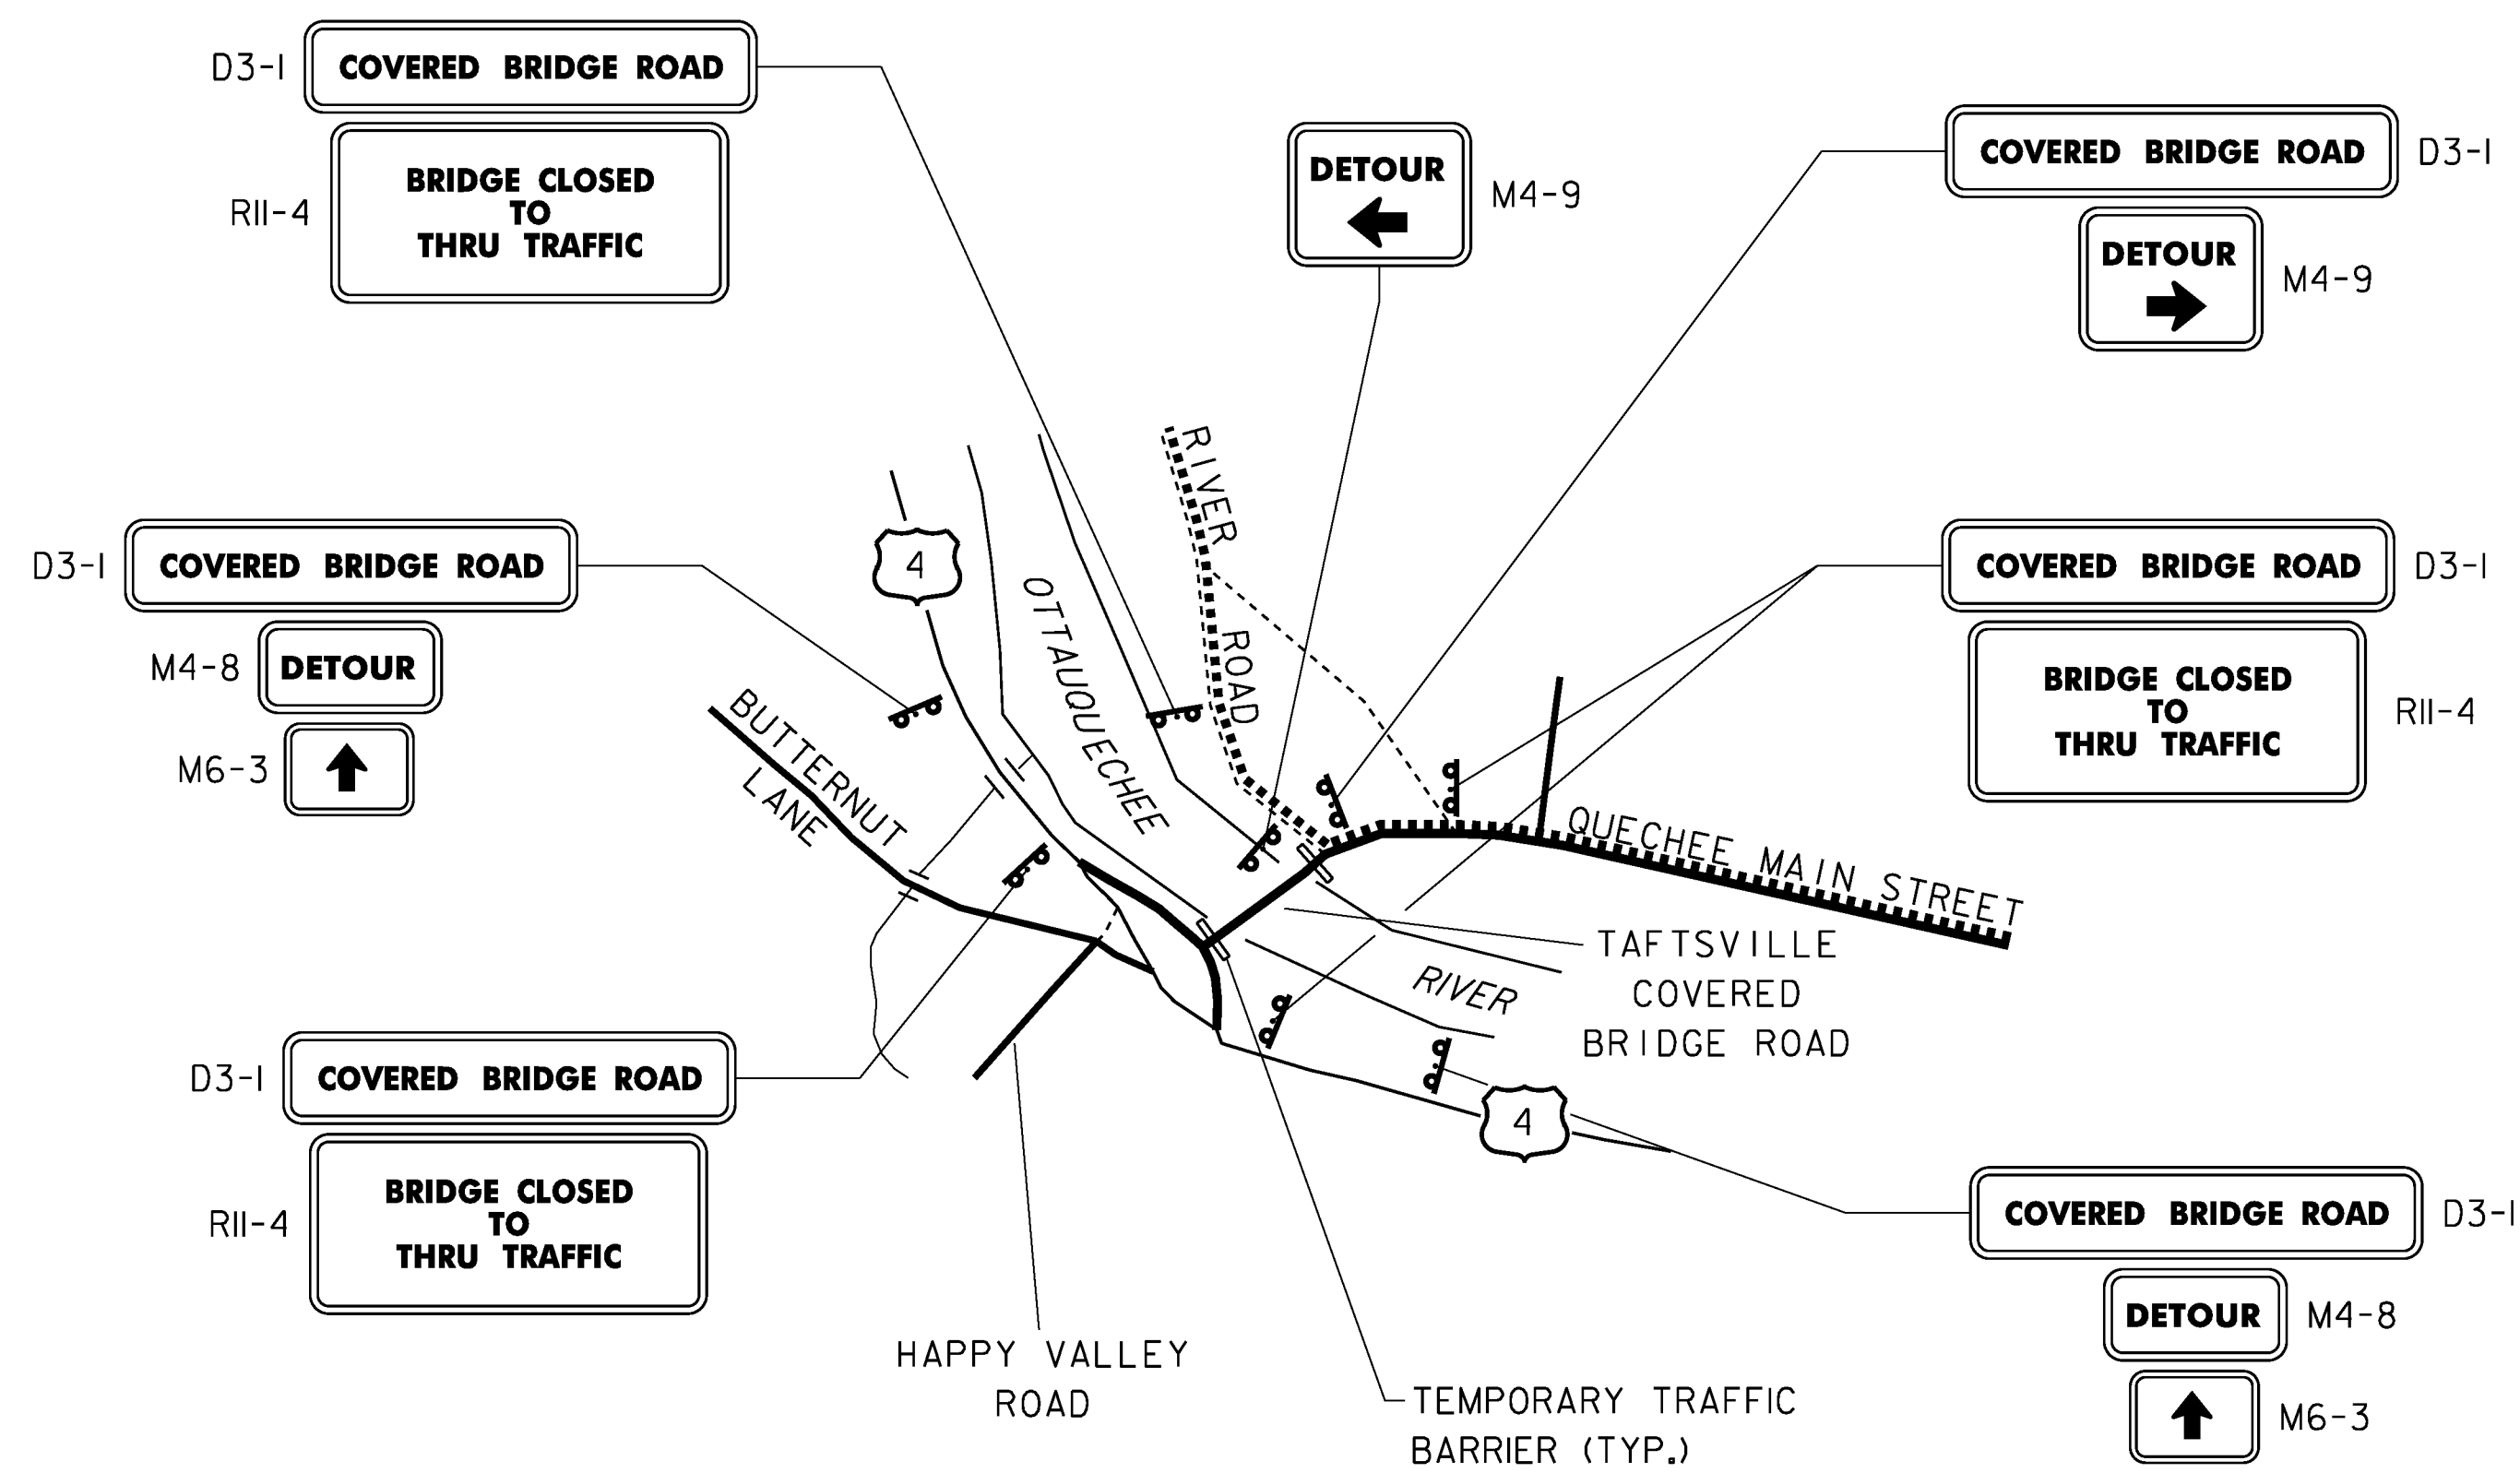 D3-1
COVERED BRIDGE ROAD
R11-4
BRIDGE CLOSED
TO
THRU TRAFFIC
DETOUR
M4-9
COVERED BRIDGE ROAD
D3-1
DETOUR
M4-9
RIVER
ROAD
4
OTTAUQUECHEE
D3-1
COVERED BRIDGE ROAD
M4-8
DETOUR
M6-3
BUTTERNUT
LANE
COVERED BRIDGE ROAD
D3-1
BRIDGE CLOSED
TO
THRU TRAFFIC
R11-4
QUECHEE MAIN STREET
TAFTSVILLE
COVERED
BRIDGE ROAD
RIVER
4
D3-1
COVERED BRIDGE ROAD
R11-4
BRIDGE CLOSED
TO
THRU TRAFFIC
HAPPY VALLEY
ROAD
TEMPORARY TRAFFIC
BARRIER (TYP.)
COVERED BRIDGE ROAD
D3-1
DETOUR
M4-8
M6-3